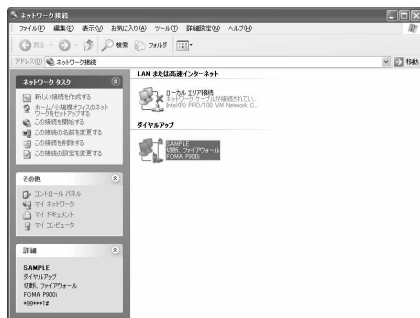 ネットワーク接続
ファイル(F) 編集(E) 表示(V) お気に入り(A) ツール(T) 詳細設定(N) ヘルプ(H)
戻る 検索 フォルダ
アドレス(D) ネットワーク接続 移動
ネットワーク タスク
新しい接続を作成する
ホーム/小規模オフィスのネットワークをセットアップする
この接続を開始する
この接続の名前を変更する
この接続を削除する
この接続の設定を変更する
その他
コントロール パネル
マイ ネットワーク
マイ ドキュメント
マイ コンピュータ
詳細
SAMPLE
ダイヤルアップ
切断、ファイアウォール
FOMA P900i
*99***1#
LAN または高速インターネット
ローカル エリア接続
ネットワーク ケーブルが接続されてい...
Intel(R) PRO/100 VM Network C...
ダイヤルアップ
SAMPLE
切断、ファイアウォール
FOMA P900i